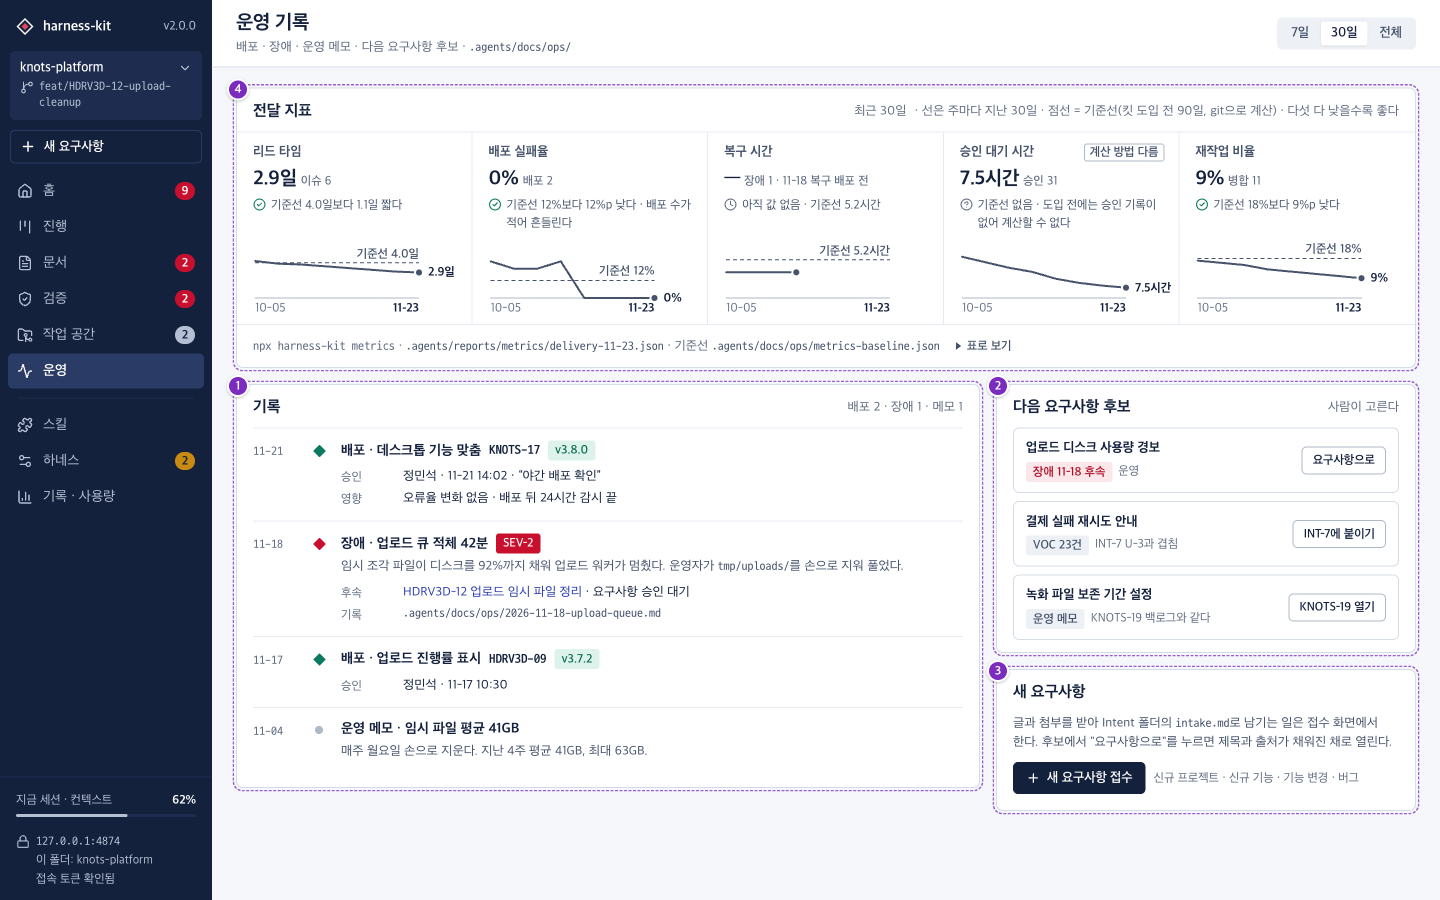 harness-kit v2.0.0
knots-platform
feat/HDRV3D-12-upload-
cleanup
새 요구사항
홈 9
진행
문서 2
검증 2
작업 공간 2
운영
스킬
하네스 2
기록 · 사용량
지금 세션 · 컨텍스트 62%
127.0.0.1:4874
이 폴더: knots-platform
접속 토큰 확인됨
운영 기록
배포 · 장애 · 운영 메모 · 다음 요구사항 후보 · .agents/docs/ops/
7일 30일 전체
4
전달 지표
최근 30일 · 선은 주마다 지난 30일 · 점선 = 기준선(킷 도입 전 90일, git으로 계산) · 다섯 다 낮을수록 좋다
리드 타임
2.9일 이슈 6
기준선 4.0일보다 1.1일 짧다
기준선 4.0일
2.9일
10-05 11-23
배포 실패율
0% 배포 2
기준선 12%보다 12%p 낮다 · 배포 수가
적어 흔들린다
기준선 12%
0%
10-05 11-23
복구 시간
— 장애 1 · 11-18 복구 배포 전
아직 값 없음 · 기준선 5.2시간
기준선 5.2시간
10-05 11-23
승인 대기 시간 계산 방법 다름
7.5시간 승인 31
기준선 없음 · 도입 전에는 승인 기록이
없어 계산할 수 없다
7.5시간
10-05 11-23
재작업 비율
9% 병합 11
기준선 18%보다 9%p 낮다
기준선 18%
9%
10-05 11-23
npx harness-kit metrics · .agents/reports/metrics/delivery-11-23.json · 기준선 .agents/docs/ops/metrics-baseline.json 표로 보기
1
기록 배포 2 · 장애 1 · 메모 1
11-21 배포 · 데스크톱 기능 맞춤 KNOTS-17 v3.8.0
승인 정민석 · 11-21 14:02 · “야간 배포 확인”
영향 오류율 변화 없음 · 배포 뒤 24시간 감시 끝
11-18 장애 · 업로드 큐 적체 42분 SEV-2
임시 조각 파일이 디스크를 92%까지 채워 업로드 워커가 멈췄다. 운영자가 tmp/uploads/를 손으로 지워 풀었다.
후속 HDRV3D-12 업로드 임시 파일 정리 · 요구사항 승인 대기
기록 .agents/docs/ops/2026-11-18-upload-queue.md
11-17 배포 · 업로드 진행률 표시 HDRV3D-09 v3.7.2
승인 정민석 · 11-17 10:30
11-04 운영 메모 · 임시 파일 평균 41GB
매주 월요일 손으로 지운다. 지난 4주 평균 41GB, 최대 63GB.
2
다음 요구사항 후보 사람이 고른다
업로드 디스크 사용량 경보
장애 11-18 후속 운영
요구사항으로
결제 실패 재시도 안내
VOC 23건 INT-7 U-3과 겹침
INT-7에 붙이기
녹화 파일 보존 기간 설정
운영 메모 KNOTS-19 백로그와 같다
KNOTS-19 열기
3
새 요구사항
글과 첨부를 받아 Intent 폴더의 intake.md로 남기는 일은 접수 화면에서
한다. 후보에서 “요구사항으로”를 누르면 제목과 출처가 채워진 채로 열린다.
새 요구사항 접수 신규 프로젝트 · 신규 기능 · 기능 변경 · 버그